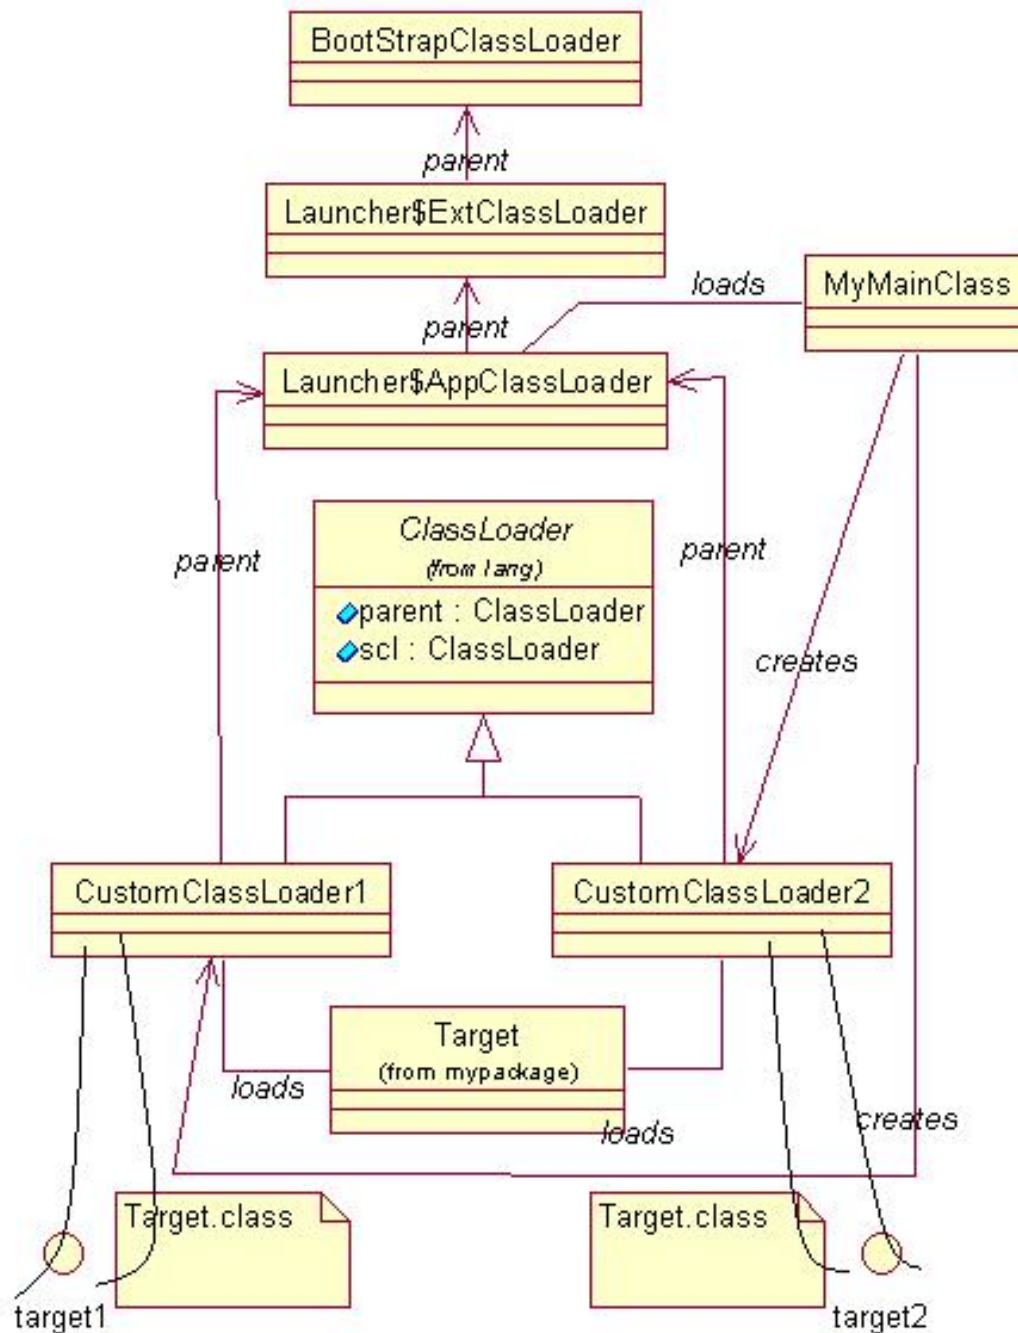 BootStrapClassLoader
parent
Launcher$ExtClassLoader
loads
MyMainClass
parent
Launcher$AppClassLoader
ClassLoader
(from lang)
parent
parent
parent : ClassLoader
scl : ClassLoader
creates
CustomClassLoader1
CustomClassLoader2
Target
(from mypackage)
loads
loads
creates
Target.class
Target.class
target1
target2